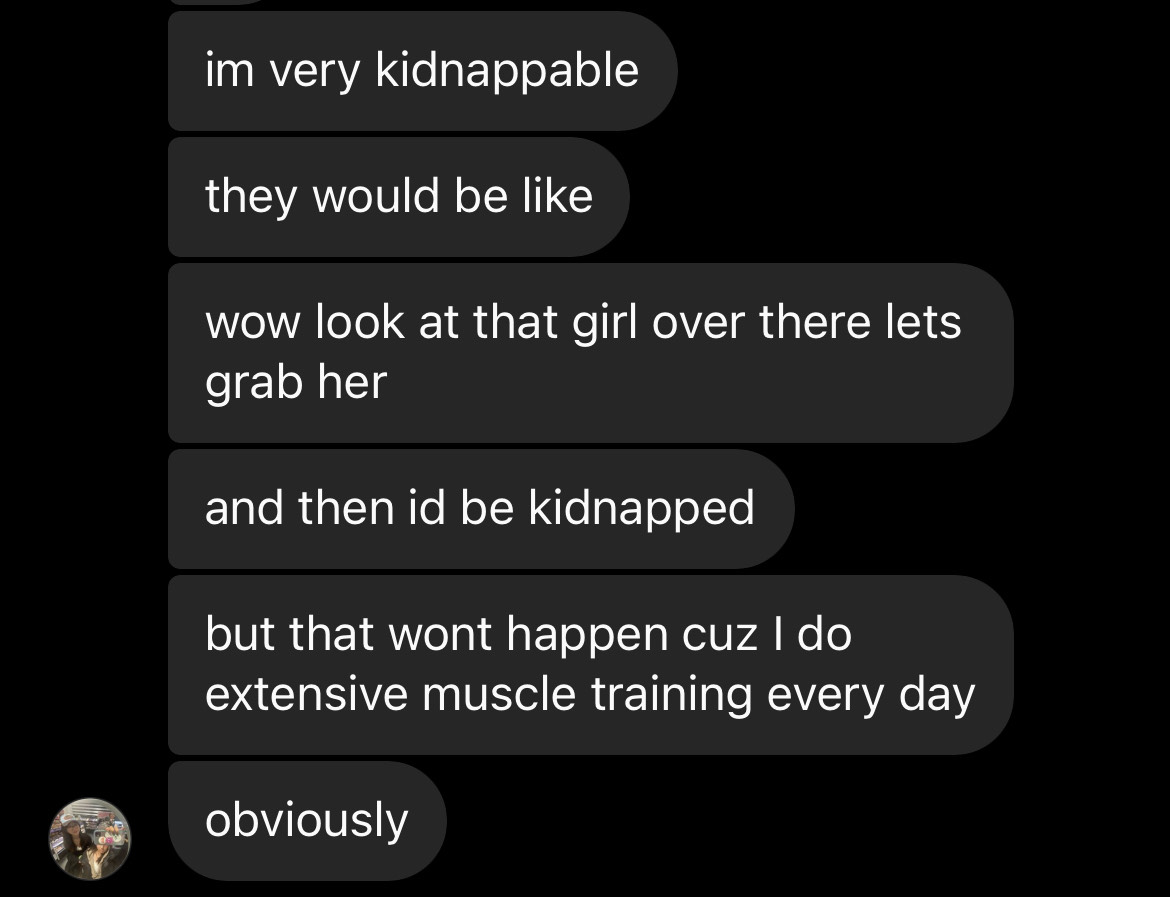 im very kidnappable
they would be like
wow look at that girl over there lets
grab her
and then id be kidnapped
but that wont happen cuz I do
extensive muscle training every day
obviously